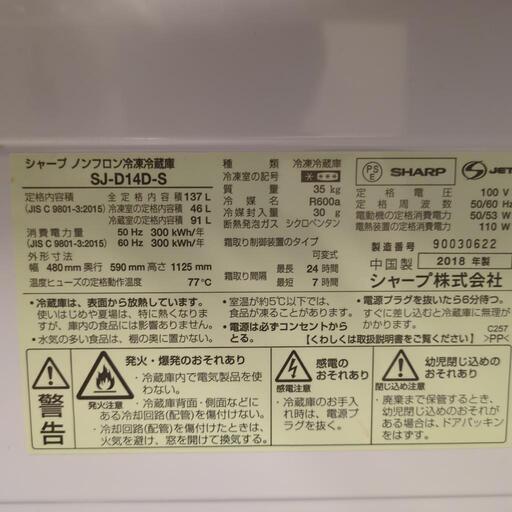 シャープ ノンフロン冷凍冷蔵庫
SJ-D14D-S
定格内容積 全定格内容積 137 L
(JIS C 9801-3:2015) 冷凍室の定格内容積 46 L
冷蔵室の定格内容積 91 L
消費電力量 50 Hz 300 kWh/年
(JIS C 9801-3:2015) 60 Hz 300 kWh/年
外形寸法
幅 480 mm 奥行 590 mm 高さ 1125 mm
温度ヒューズの定格動作温度 77℃
種類 冷凍冷蔵庫
冷凍室の記号
質量 35 kg
冷媒名 R600a
冷媒封入量 30 g
断熱発泡ガス シクロペンタン
霜取り制御装置のタイプ
可変式
霜取り間隔 最長 24 時間
最短 7 時間
PS E SHARP JET
定格電圧 100 V
定格周波数 50/60 Hz
電動機の定格消費電力 50/53 W
電熱装置の定格消費電力 110 W
製造番号 90030622
中国製 2018 年製
シャープ株式会社
・冷蔵庫は、表面から放熱しています。
使いはじめや夏場は、特に熱くなりま
すが、庫内の食品には影響ありません。
・水気の多い食品は、棚の奥に置かない。
・室温が約5℃以下になると、
食品が凍ることがあります。
・電源は必ずコンセントから
とる。
・電源プラグを抜いたら6分待つ。
すぐに差し込むと冷蔵庫に無理が
かかります。
C257
【くわしくは取扱説明書をご覧ください】 >PP<
警告
発火・爆発のおそれあり
発火注意
・冷蔵庫内で電気製品を使
わない。
・冷蔵庫背面・側面などに
ある冷却回路(配管)を傷付けない。
・冷却回路(配管)を傷付けたときは、
火気を避け、窓を開けて換気する。
感電の
おそれあり
感電注意
・冷蔵庫のお手入
れ時は、電源プ
ラグを抜く。
幼児閉じ込めの
おそれあり
閉じ込め注意
・廃棄まで保管するときは、
幼児閉じ込めのおそれが
ある場合は、ドアパッキン
をはずす。